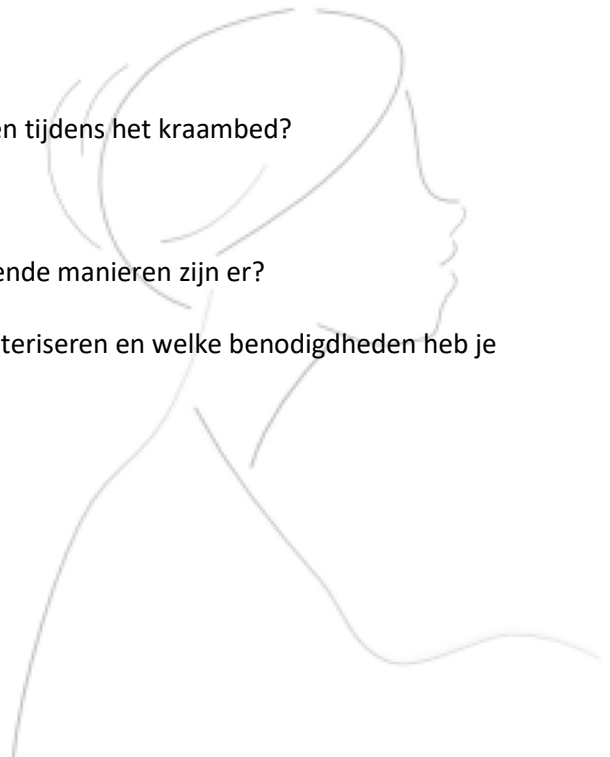 en tijdens het kraambed?
ende manieren zijn er?
teriseren en welke benodigdheden heb je